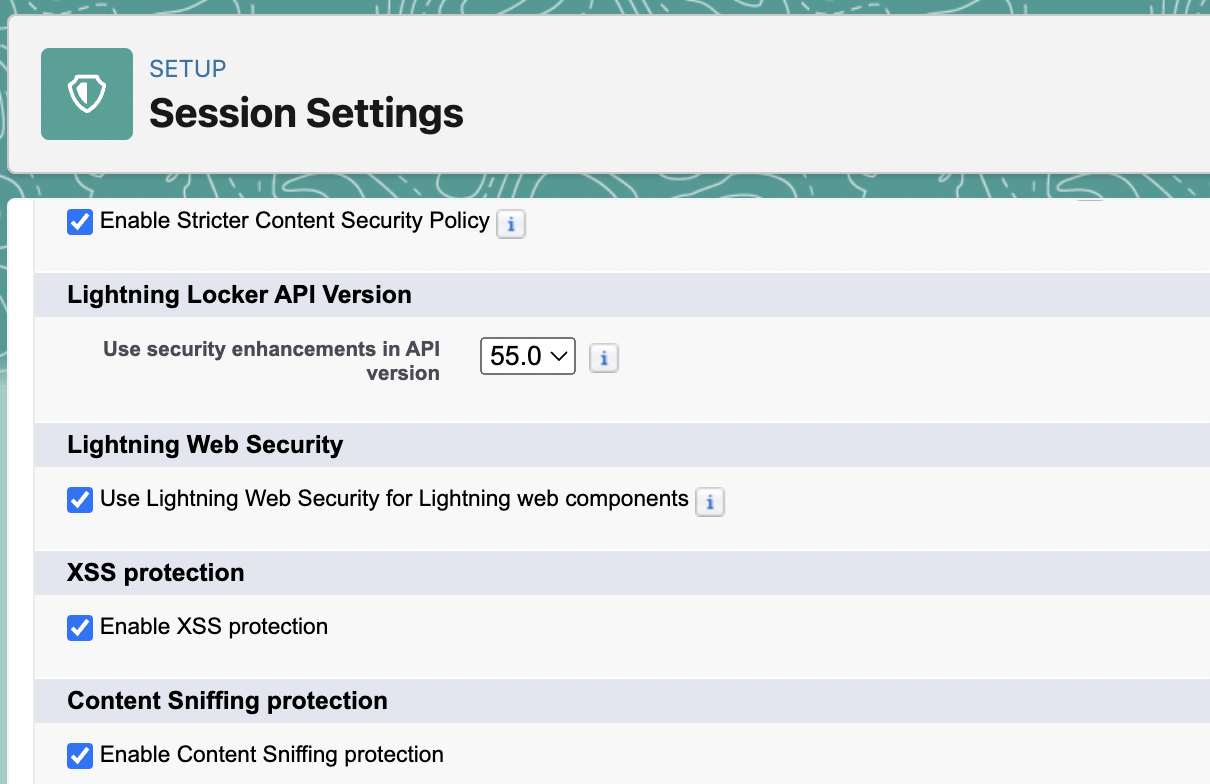 SETUP
Session Settings
Enable Stricter Content Security Policy i
Lightning Locker API Version
Use security enhancements in API
version
55.0 i
Lightning Web Security
Use Lightning Web Security for Lightning web components i
XSS protection
Enable XSS protection
Content Sniffing protection
Enable Content Sniffing protection